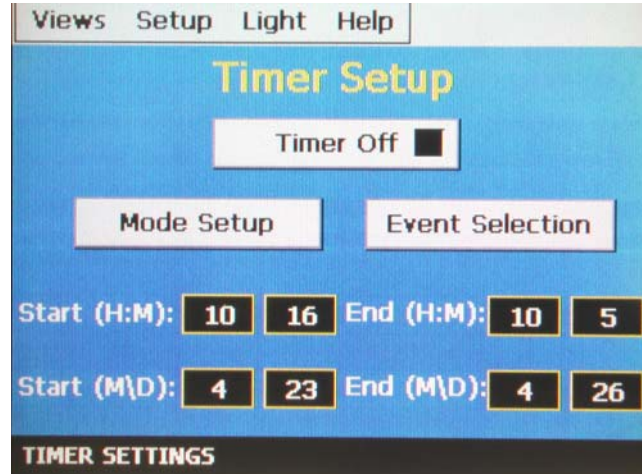 Views Setup Light Help
Timer Setup
Timer Off
Mode Setup Event Selection
Start (H:M): 10 16 End (H:M): 10 5
Start (M\D): 4 23 End (M\D): 4 26
TIMER SETTINGS